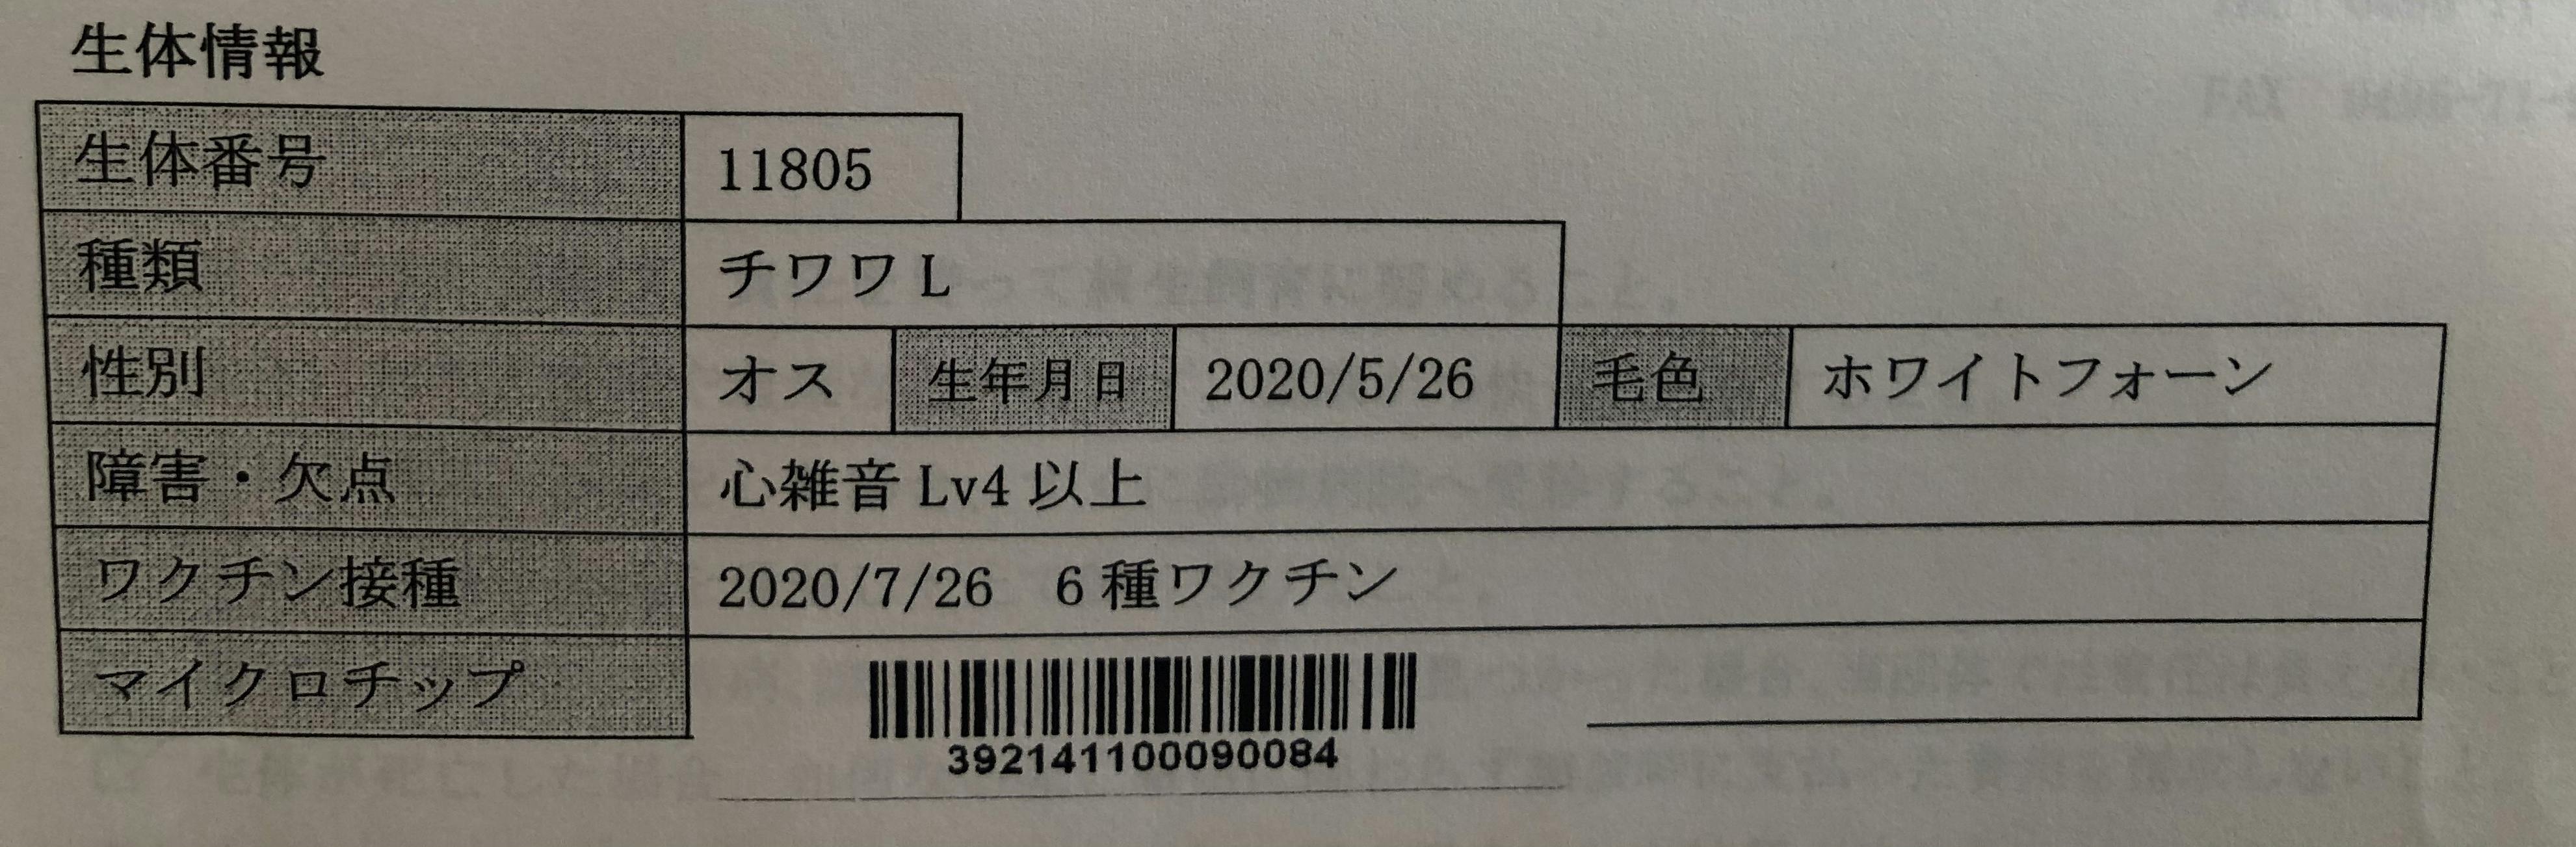 生体情報
生体番号 11805
種類 チワワL
性別 オス 生年月日 2020/5/26 毛色 ホワイトフォーン
障害・欠点 心雑音 Lv4 以上
ワクチン接種 2020/7/26 6種ワクチン
マイクロチップ
392141100090084